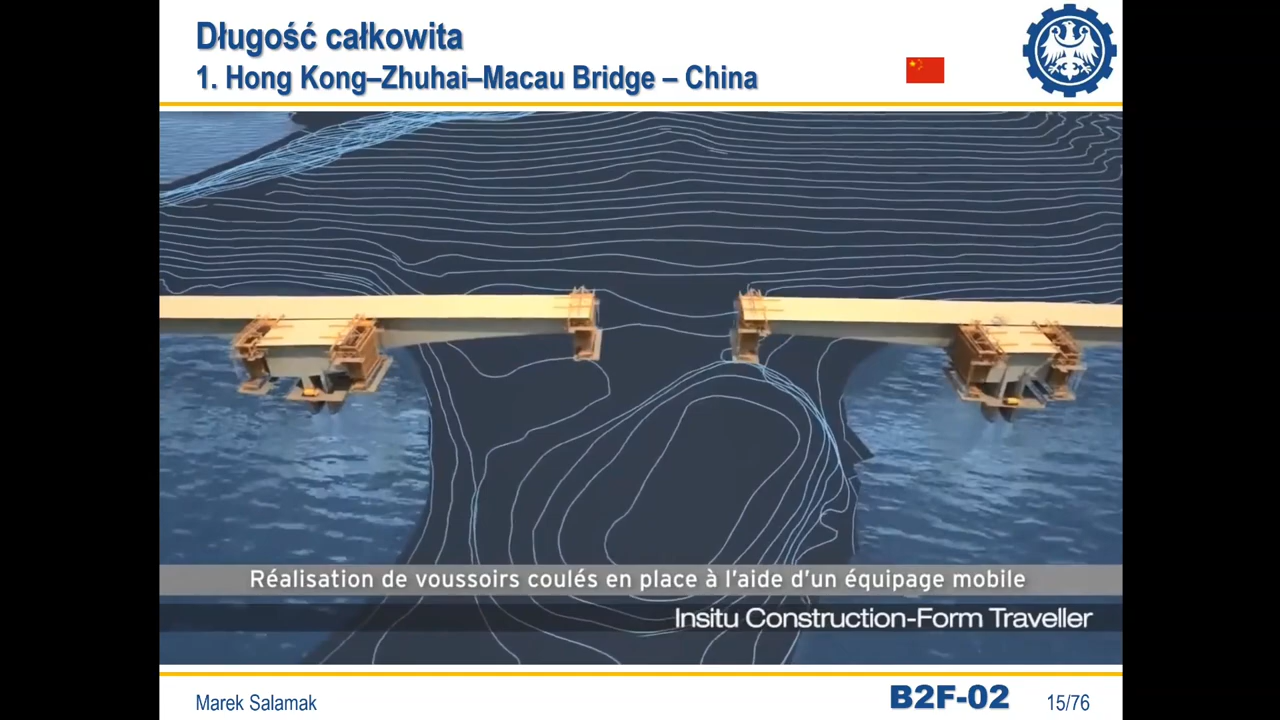 Długość całkowita
1. Hong Kong–Zhuhai–Macau Bridge – China
Réalisation de voussoirs coulés en place à l'aide d'un équipage mobile
Insitu Construction-Form Traveller
Marek Salamak
B2F-02
15/76